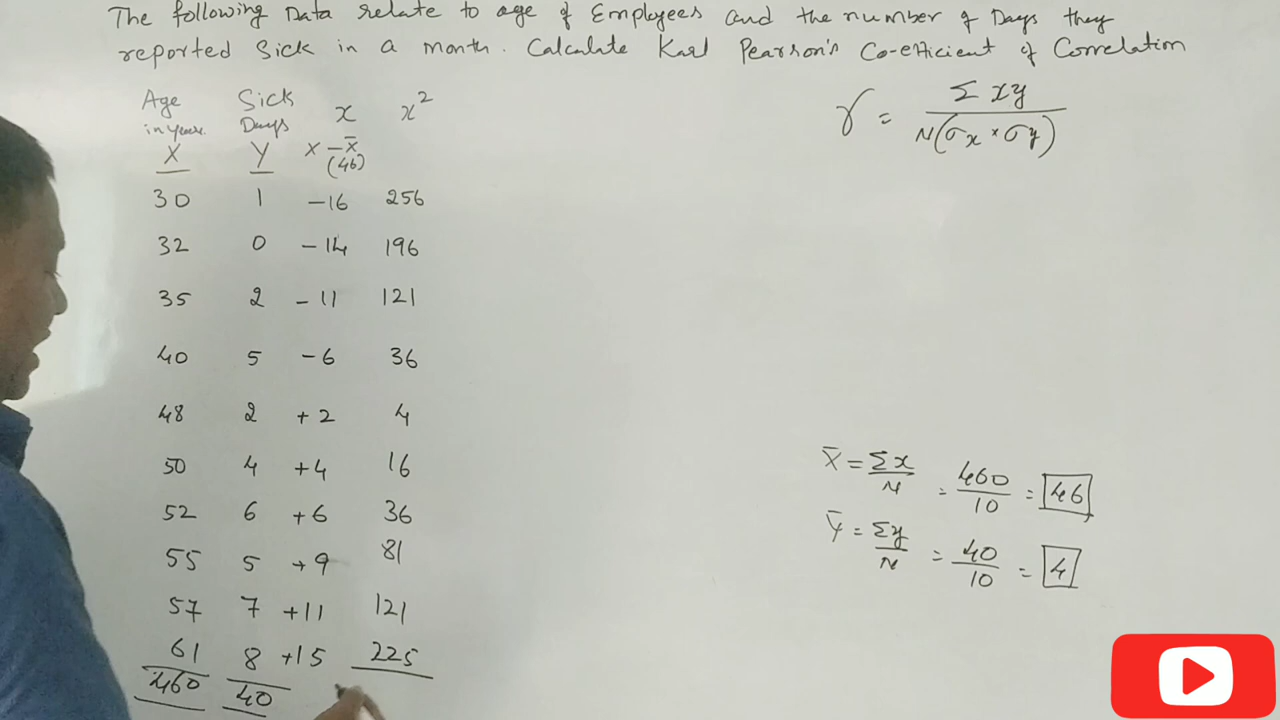 The following Data relate to age of Employees and the number of Days they
reported Sick in a month. Calculate Karl Pearson's Co-efficient of Correlation
Age in years X | Sick Days Y | x X - X̄ (46) | x²
30 1 -16 256
32 0 -14 196
35 2 -11 121
40 5 -6 36
48 2 +2 4
50 4 +4 16
52 6 +6 36
55 5 +9 81
57 7 +11 121
61 8 +15 225
460 40
r = Σxy / N(σx × σy)
X̄ = Σx / N = 460 / 10 = 46
Ȳ = Σy / N = 40 / 10 = 4